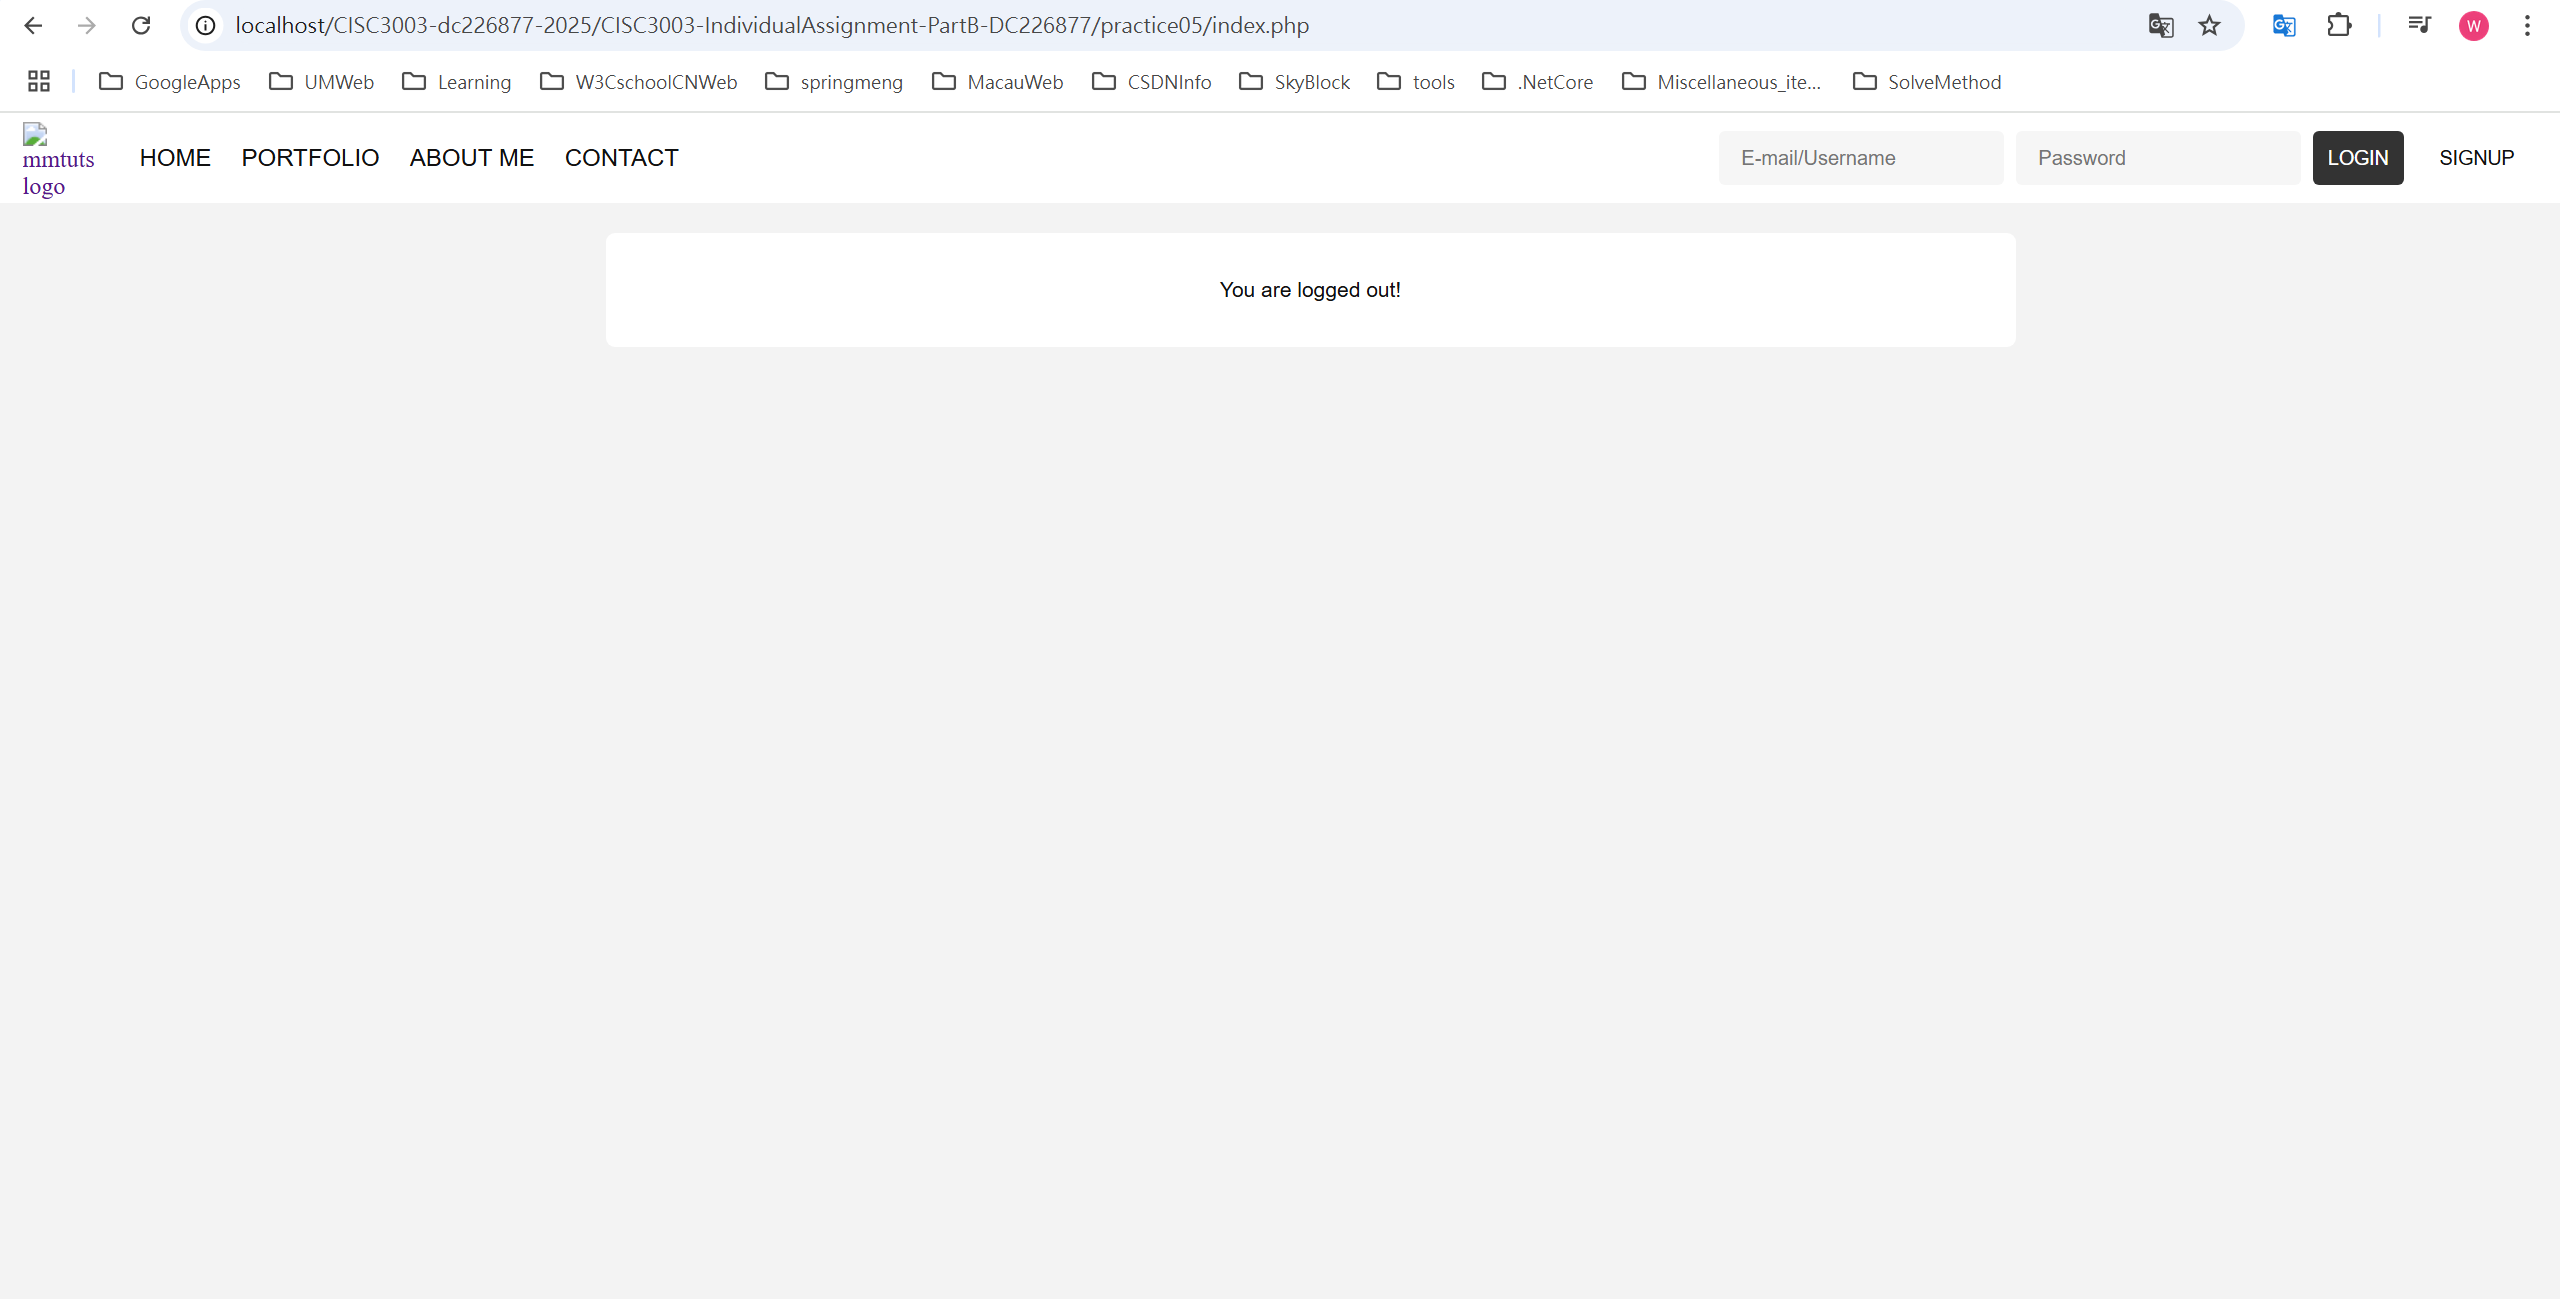 localhost/CISC3003-dc226877-2025/CISC3003-IndividualAssignment-PartB-DC226877/practice05/index.php
W
GoogleApps UMWeb Learning W3CschoolCNWeb springmeng MacauWeb CSDNInfo SkyBlock tools .NetCore Miscellaneous_ite... SolveMethod
mmtuts
logo
HOME PORTFOLIO ABOUT ME CONTACT E-mail/Username Password LOGIN SIGNUP
You are logged out!